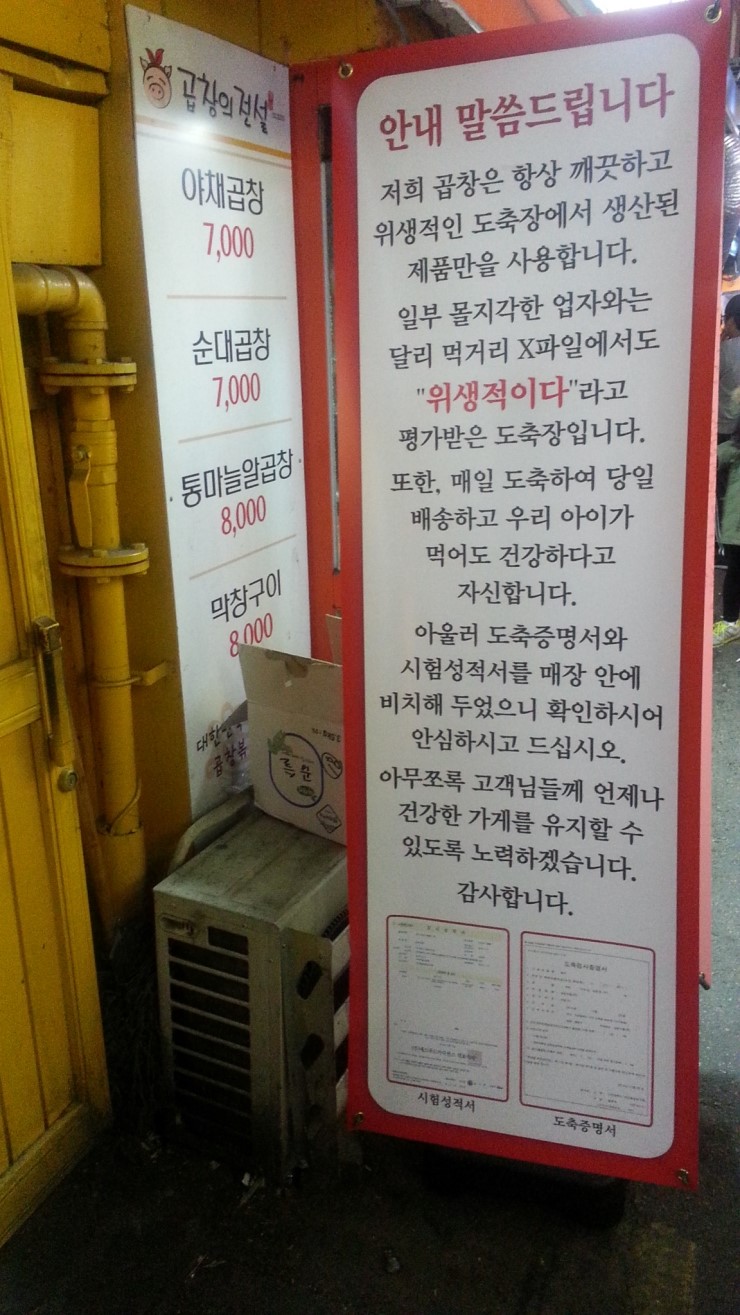 곱창의 전설
야채곱창
7,000
순대곱창
7,000
통마늘알곱창
8,000
막창구이
8,000
안내 말씀드립니다
저희 곱창은 항상 깨끗하고
위생적인 도축장에서 생산된
제품만을 사용합니다.
일부 몰지각한 업자와는
달리 먹거리 X파일에서도
"위생적이다"라고
평가받은 도축장입니다.
또한, 매일 도축하여 당일
배송하고 우리 아이가
먹어도 건강하다고
자신합니다.
아울러 도축증명서와
시험성적서를 매장 안에
비치해 두었으니 확인하시어
안심하시고 드십시오.
아무쪼록 고객님들께 언제나
건강한 가게를 유지할 수
있도록 노력하겠습니다.
감사합니다.
시험성적서
도축증명서